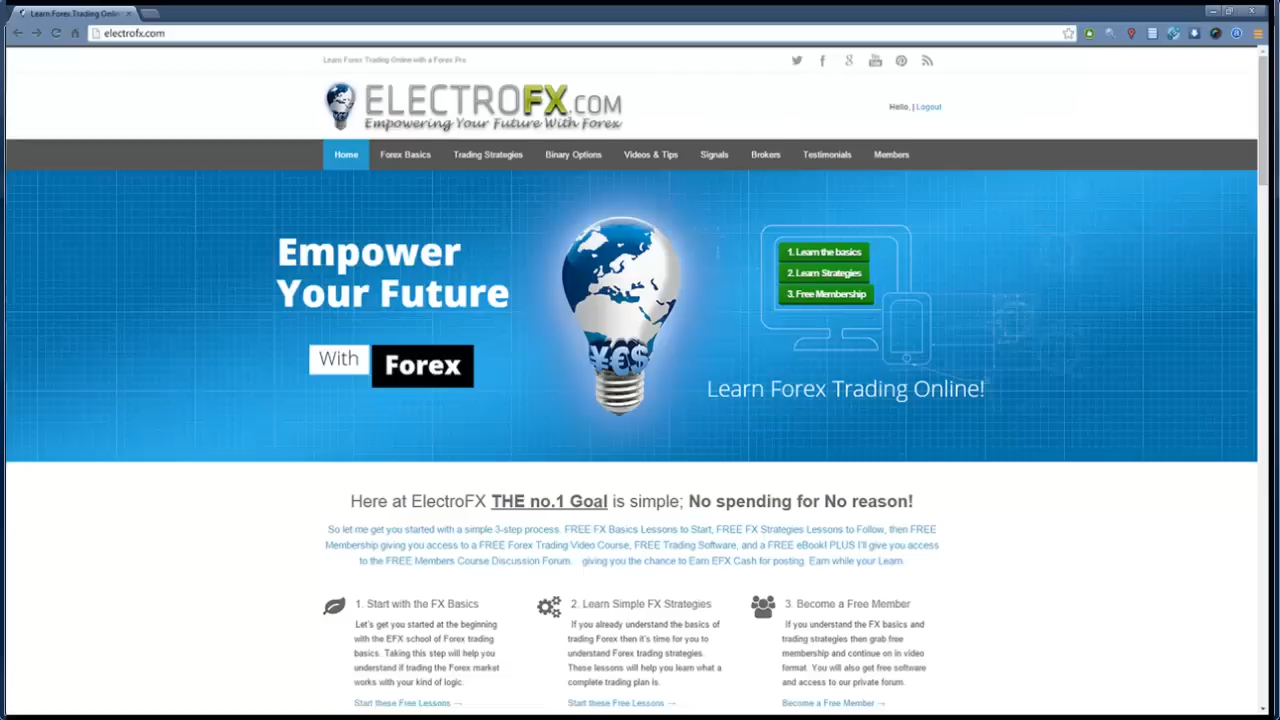 Learn Forex Trading Onlin
electrofx.com
Learn Forex Trading Online with a Forex Pro
ELECTROFX.COM
Empowering Your Future With Forex
Hello, | Logout
Home Forex Basics Trading Strategies Binary Options Videos & Tips Signals Brokers Testimonials Members
Empower
Your Future
With Forex
¥€$
1. Learn the basics
2. Learn Strategies
3. Free Membership
Learn Forex Trading Online!
Here at ElectroFX THE no.1 Goal is simple; No spending for No reason!
So let me get you started with a simple 3-step process. FREE FX Basics Lessons to Start, FREE FX Strategies Lessons to Follow, then FREE
Membership giving you access to a FREE Forex Trading Video Course, FREE Trading Software, and a FREE eBook! PLUS I'll give you access
to the FREE Members Course Discussion Forum. giving you the chance to Earn EFX Cash for posting. Earn while your Learn.
1. Start with the FX Basics
Let's get you started at the beginning
with the EFX school of Forex trading
basics. Taking this step will help you
understand if trading the Forex market
works with your kind of logic.
Start these Free Lessons →
2. Learn Simple FX Strategies
If you already understand the basics of
trading Forex then it's time for you to
understand Forex trading strategies.
These lessons will help you learn what a
complete trading plan is.
Start these Free Lessons →
3. Become a Free Member
If you understand the FX basics and
trading strategies then grab free
membership and continue on in video
format. You will also get free software
and access to our private forum.
Become a Free Member →